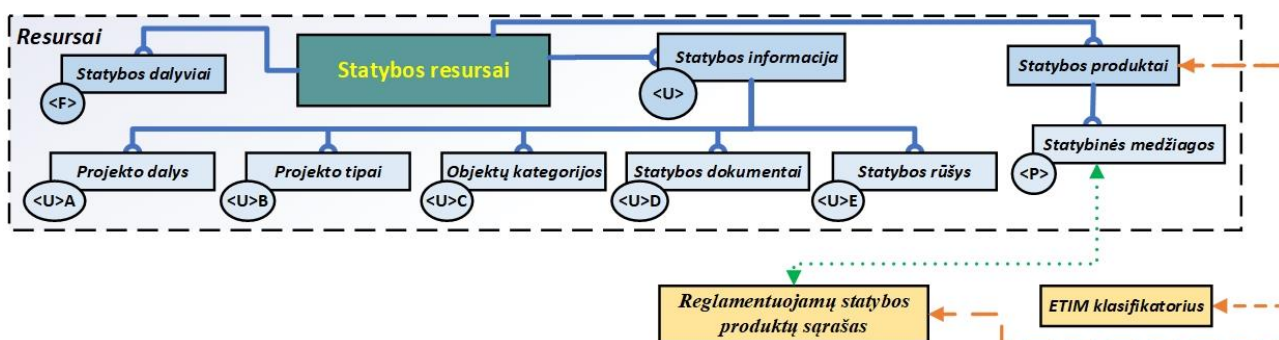 Resursai
Statybos resursai
Statybos informacija
<U>
Statybos dalyviai
<F>
Statybos produktai
Projekto dalys
<U>A
Projekto tipai
<U>B
Objektų kategorijos
<U>C
Statybos dokumentai
<U>D
Statybos rūšys
<U>E
Statybinės medžiagos
<P>
Reglamentuojamų statybos
produktų sąrašas
ETIM klasifikatorius